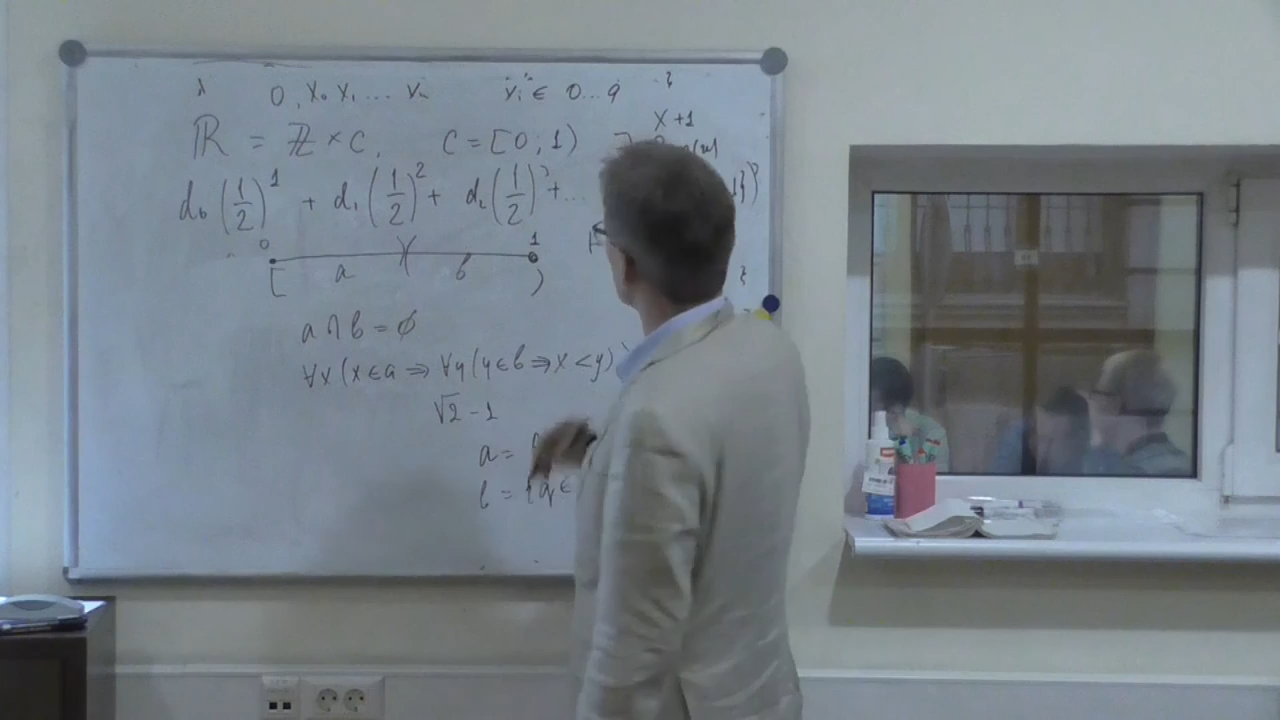 0, x₀ x₁ ... xₙ xᵢ ∈ 0...9
x+1
ℝ = ℤ × C, C = [0; 1)
d₀(1/2)¹ + d₁(1/2)² + d₂(1/2)³ + ...
0 1
[ a )( b )
a ∩ b = ∅
∀x(x ∈ a ⇒ ∀y(y ∈ b ⇒ x < y)
√2 - 1
a =
b = {q ∈